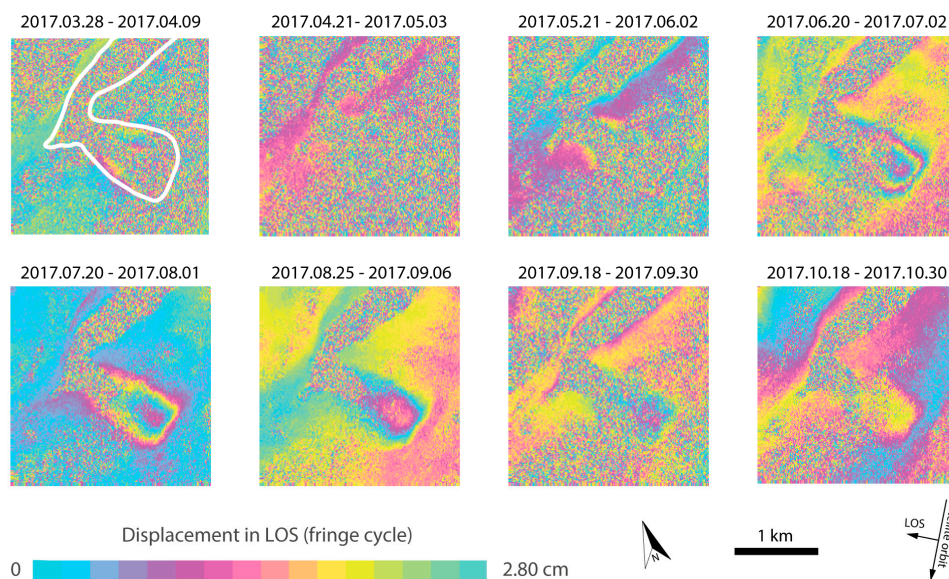 2017.03.28 - 2017.04.09
2017.04.21 - 2017.05.03
2017.05.21 - 2017.06.02
2017.06.20 - 2017.07.02
2017.07.20 - 2017.08.01
2017.08.25 - 2017.09.06
2017.09.18 - 2017.09.30
2017.10.18 - 2017.10.30
Displacement in LOS (fringe cycle)
0
2.80 cm
N
1 km
LOS
orbit